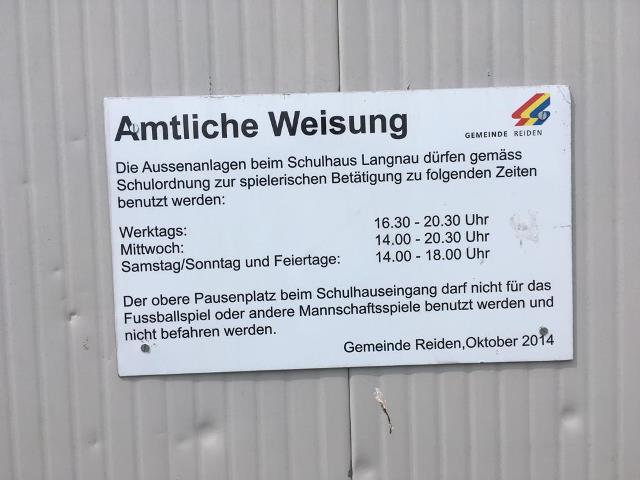 Amtliche Weisung
GEMEINDE REIDEN
Die Aussenanlagen beim Schulhaus Langnau dürfen gemäss
Schulordnung zur spielerischen Betätigung zu folgenden Zeiten
benutzt werden:
Werktags: 16.30 - 20.30 Uhr
Mittwoch: 14.00 - 20.30 Uhr
Samstag/Sonntag und Feiertage: 14.00 - 18.00 Uhr
Der obere Pausenplatz beim Schulhauseingang darf nicht für das
Fussballspiel oder andere Mannschaftsspiele benutzt werden und
nicht befahren werden.
Gemeinde Reiden,Oktober 2014